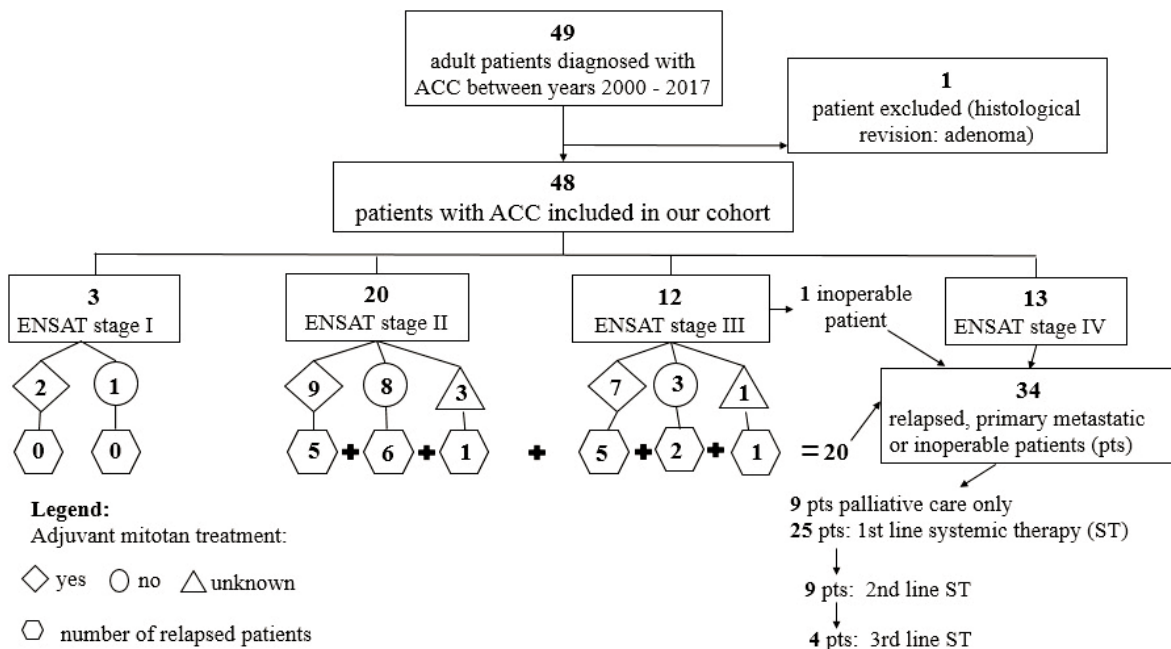 49
adult patients diagnosed with
ACC between years 2000 - 2017
1
patient excluded (histological
revision: adenoma)
48
patients with ACC included in our cohort
3
ENSAT stage I
20
ENSAT stage II
12
ENSAT stage III
1 inoperable
patient
13
ENSAT stage IV
2 1
9 8 3
7 3 1
0 0
5 + 6 + 1 + 5 + 2 + 1 = 20
34
relapsed, primary metastatic
or inoperable patients (pts)
9 pts palliative care only
25 pts: 1st line systemic therapy (ST)
9 pts: 2nd line ST
4 pts: 3rd line ST
Legend:
Adjuvant mitotan treatment:
yes no unknown
number of relapsed patients